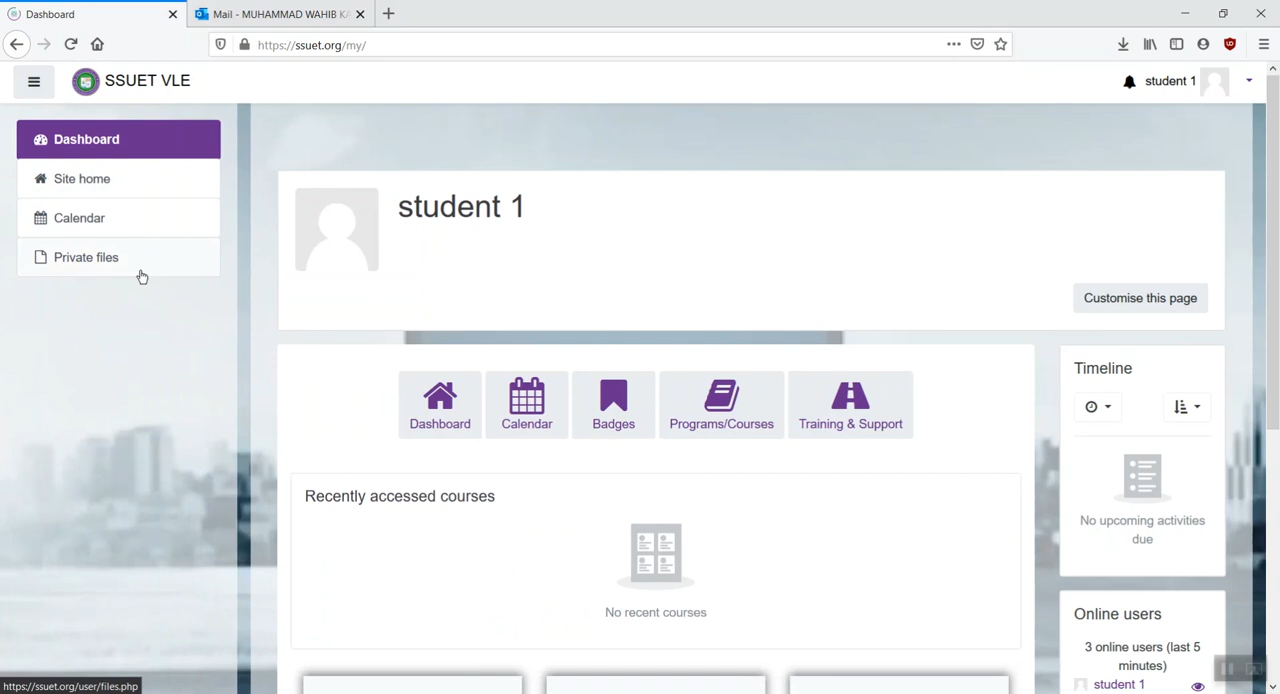 Dashboard
Mail - MUHAMMAD WAHIB KA
https://ssuet.org/my/
SSUET VLE
student 1
Dashboard
Site home
Calendar
Private files
student 1
Customise this page
Dashboard
Calendar
Badges
Programs/Courses
Training & Support
Recently accessed courses
No recent courses
Timeline
No upcoming activities
due
Online users
3 online users (last 5
minutes)
student 1
https://ssuet.org/user/files.php